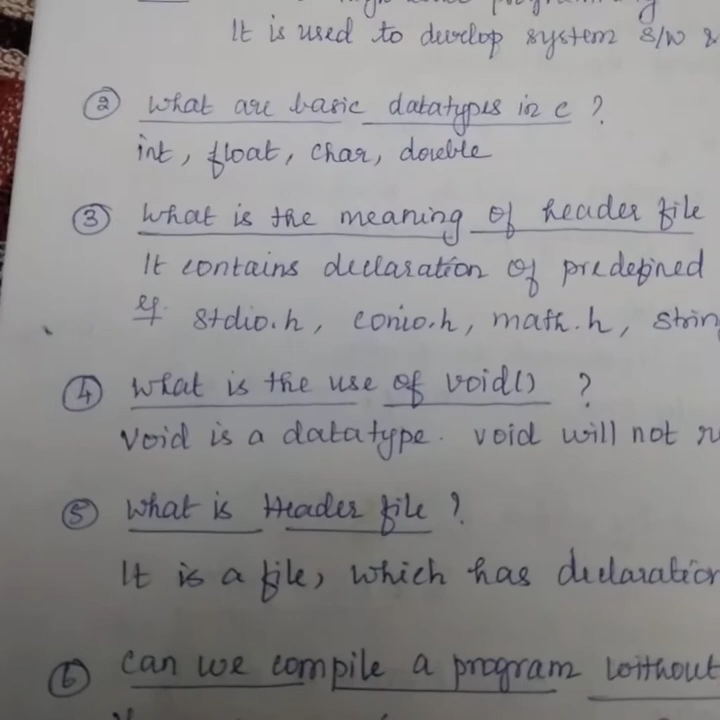 It is used to develop system S/W &
② What are basic datatypes in c ?
int, float, char, double
③ What is the meaning of header file
It contains declaration of predefined
eg. stdio.h, conio.h, math.h, strin
④ What is the use of void() ?
Void is a datatype. void will not
⑤ What is Header file ?
It is a file, which has declaration
⑥ Can we compile a program without